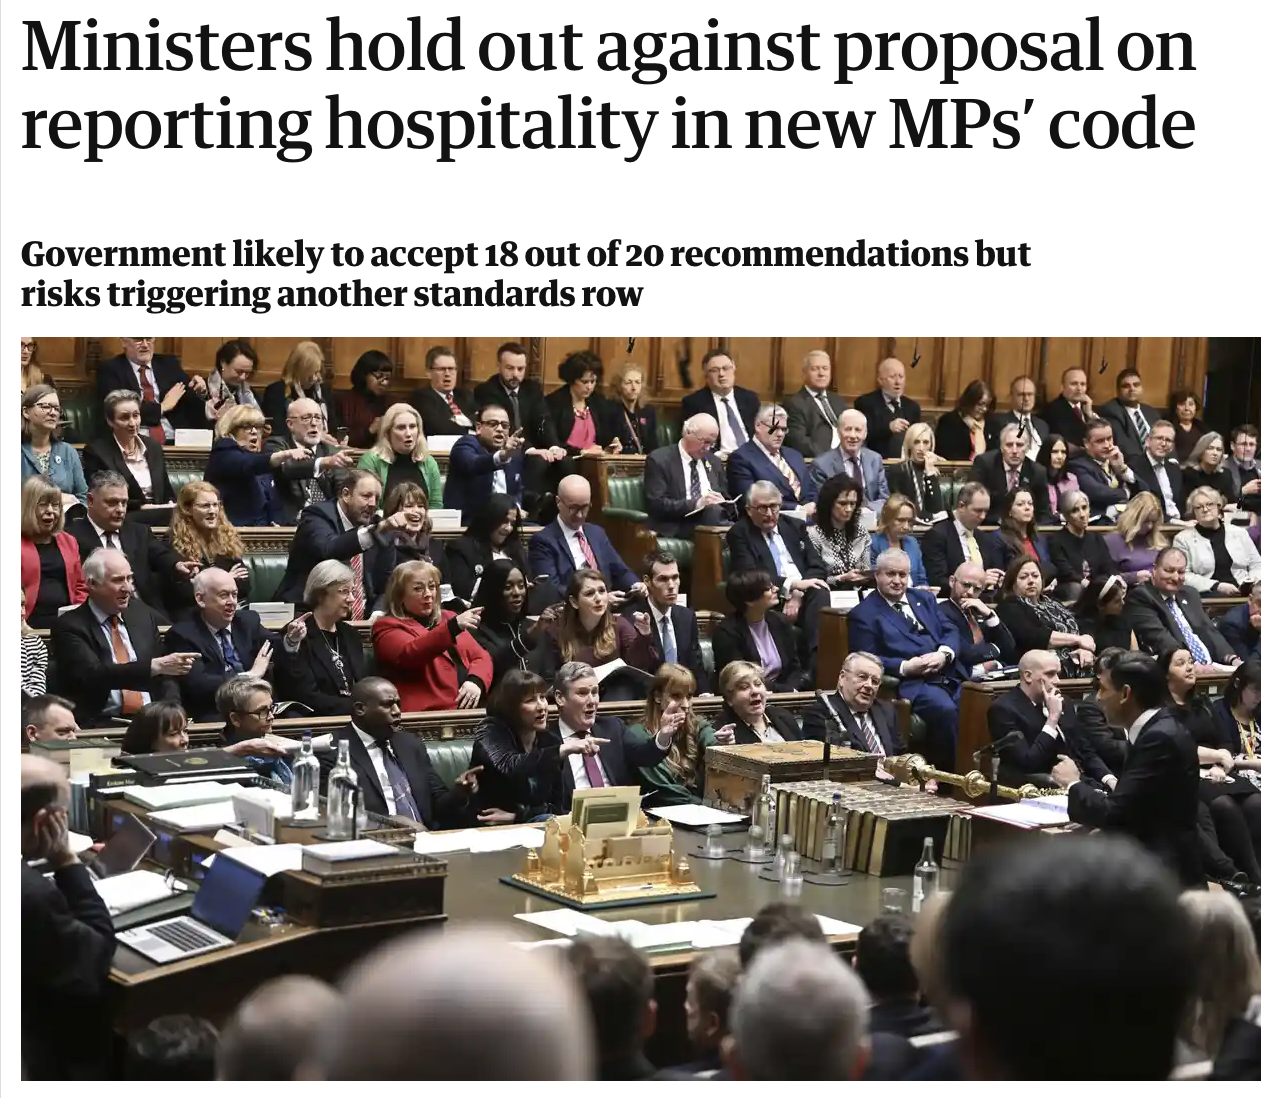 Ministers hold out against proposal on
reporting hospitality in new MPs’ code
Government likely to accept 18 out of 20 recommendations but
risks triggering another standards row